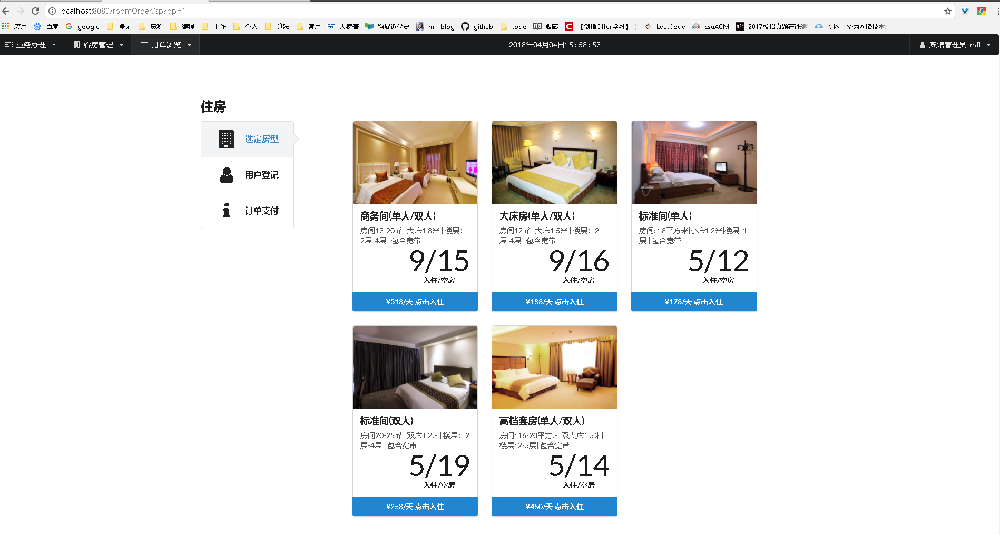 localhost:8080/roomOrder.jsp?op=1
应用 百度 google 登录 资源 编程 工作 个人 算法 常用 PAT 天梯赛 狗屁近代史 mfl-blog github todo 收藏 【剑指Offer学习】 LeetCode csuACM 2017校招真题在线编 专区 - 华为网络技术
业务办理 客房管理 订单浏览 2018年04月04日15 : 58 : 58 宾馆管理员: mfl
住房
选定房型
用户登记
订单支付
商务间(单人/双人)
房间18-20㎡ | 大床1.8米 | 楼层：
2层-4层 | 包含宽带
9/15
入住/空房
¥318/天 点击入住
大床房(单人/双人)
房间12㎡ | 大床1.5米 | 楼层：2
层-4层 | 包含宽带
9/16
入住/空房
¥188/天 点击入住
标准间(单人)
房间: 18平方米|小床1.2米|楼层: 1
层 | 包含宽带
5/12
入住/空房
¥178/天 点击入住
标准间(双人)
房间20-25㎡ | 双床1.2米| 楼层：2
层-4层 | 包含宽带
5/19
入住/空房
¥258/天 点击入住
高档套房(单人/双人)
房间: 16-20平方米|双大床1.5米|
楼层: 2-5层| 包含宽带
5/14
入住/空房
¥450/天 点击入住